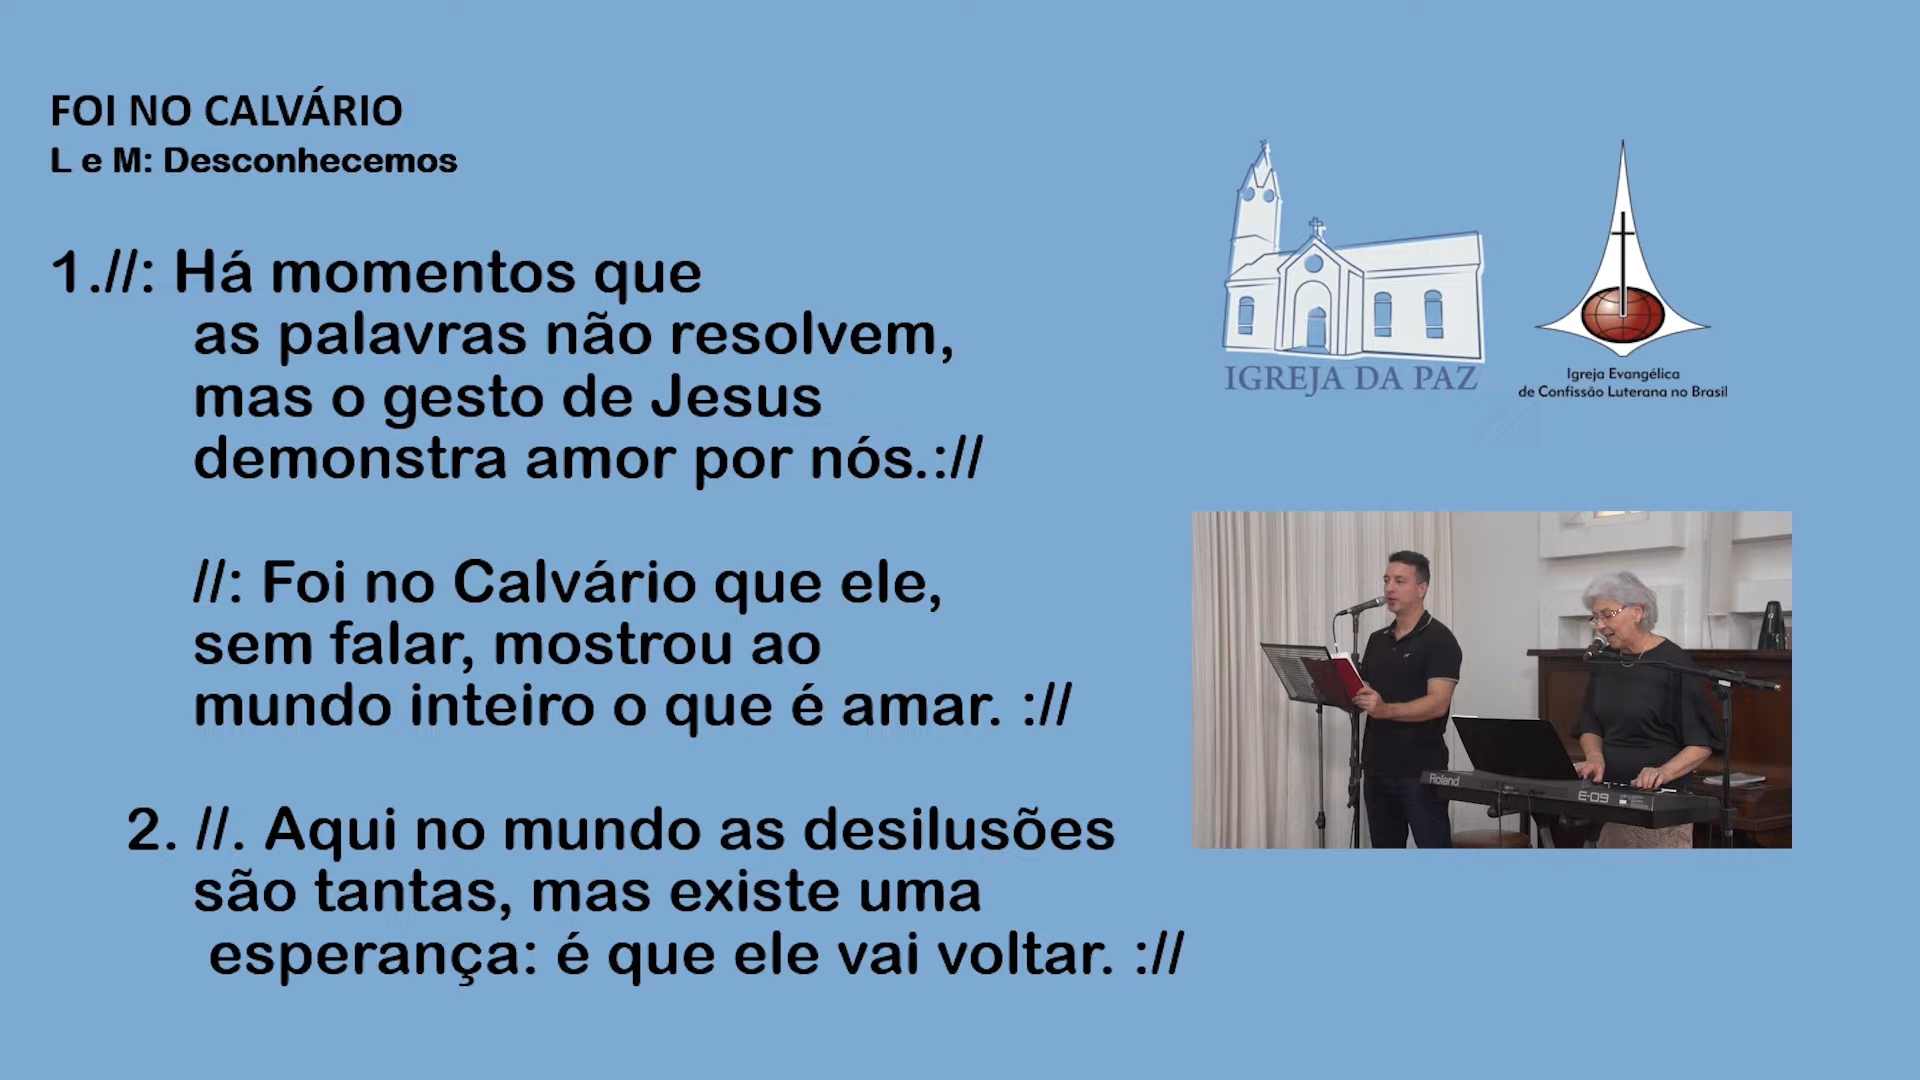 FOI NO CALVÁRIO
L e M: Desconhecemos
1.//: Há momentos que
as palavras não resolvem,
mas o gesto de Jesus
demonstra amor por nós.://
//: Foi no Calvário que ele,
sem falar, mostrou ao
mundo inteiro o que é amar. ://
2. //. Aqui no mundo as desilusões
são tantas, mas existe uma
esperança: é que ele vai voltar. ://
IGREJA DA PAZ
Igreja Evangélica
de Confissão Luterana no Brasil
Roland
E-09